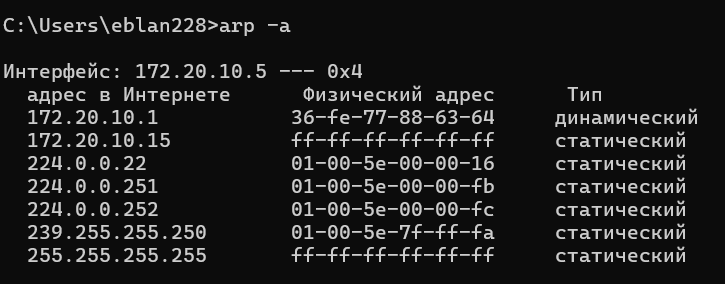 C:\Users\eblan228>arp -a
Интерфейс: 172.20.10.5 --- 0x4
адрес в Интернете Физический адрес Тип
172.20.10.1 36-fe-77-88-63-64 динамический
172.20.10.15 ff-ff-ff-ff-ff-ff статический
224.0.0.22 01-00-5e-00-00-16 статический
224.0.0.251 01-00-5e-00-00-fb статический
224.0.0.252 01-00-5e-00-00-fc статический
239.255.255.250 01-00-5e-7f-ff-fa статический
255.255.255.255 ff-ff-ff-ff-ff-ff статический